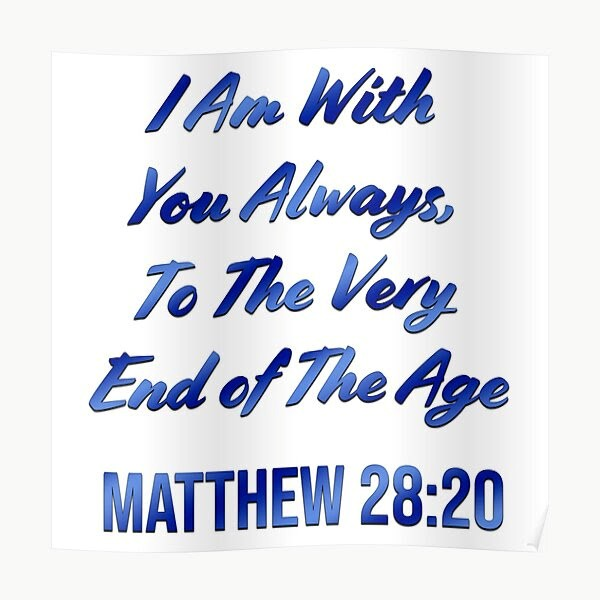 I Am With
You Always,
To The Very
End of The Age
MATTHEW 28:20